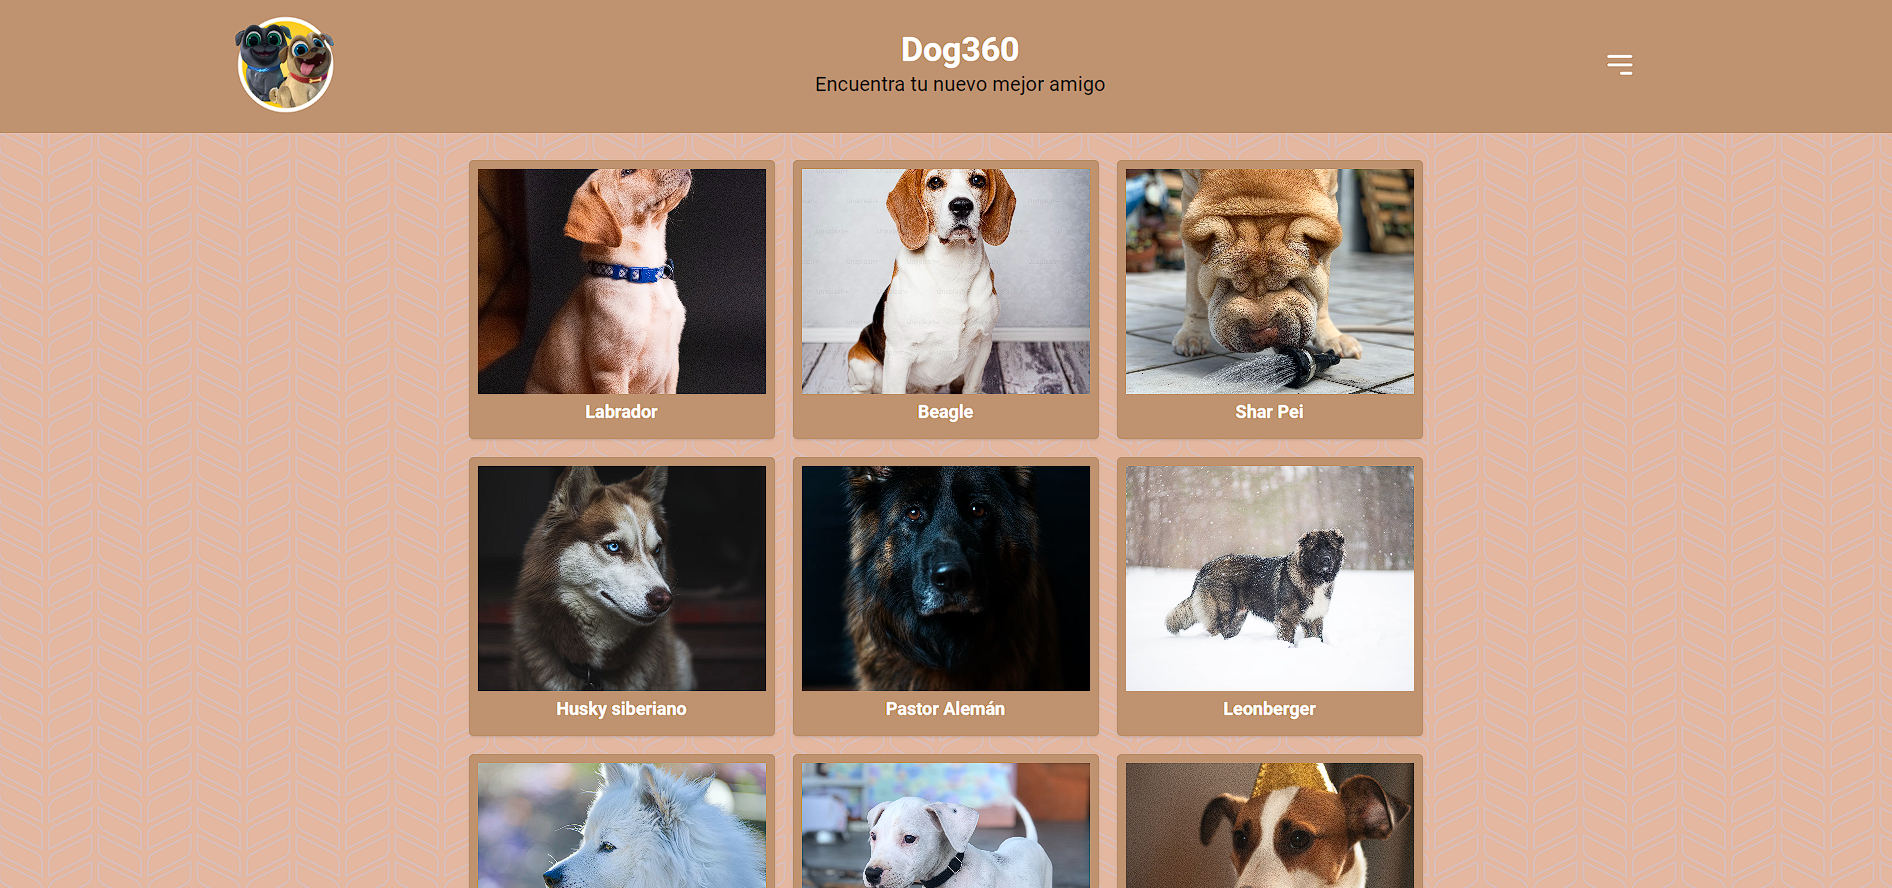 Dog360
Encuentra tu nuevo mejor amigo
Labrador
Beagle
Shar Pei
Husky siberiano
Pastor Alemán
Leonberger